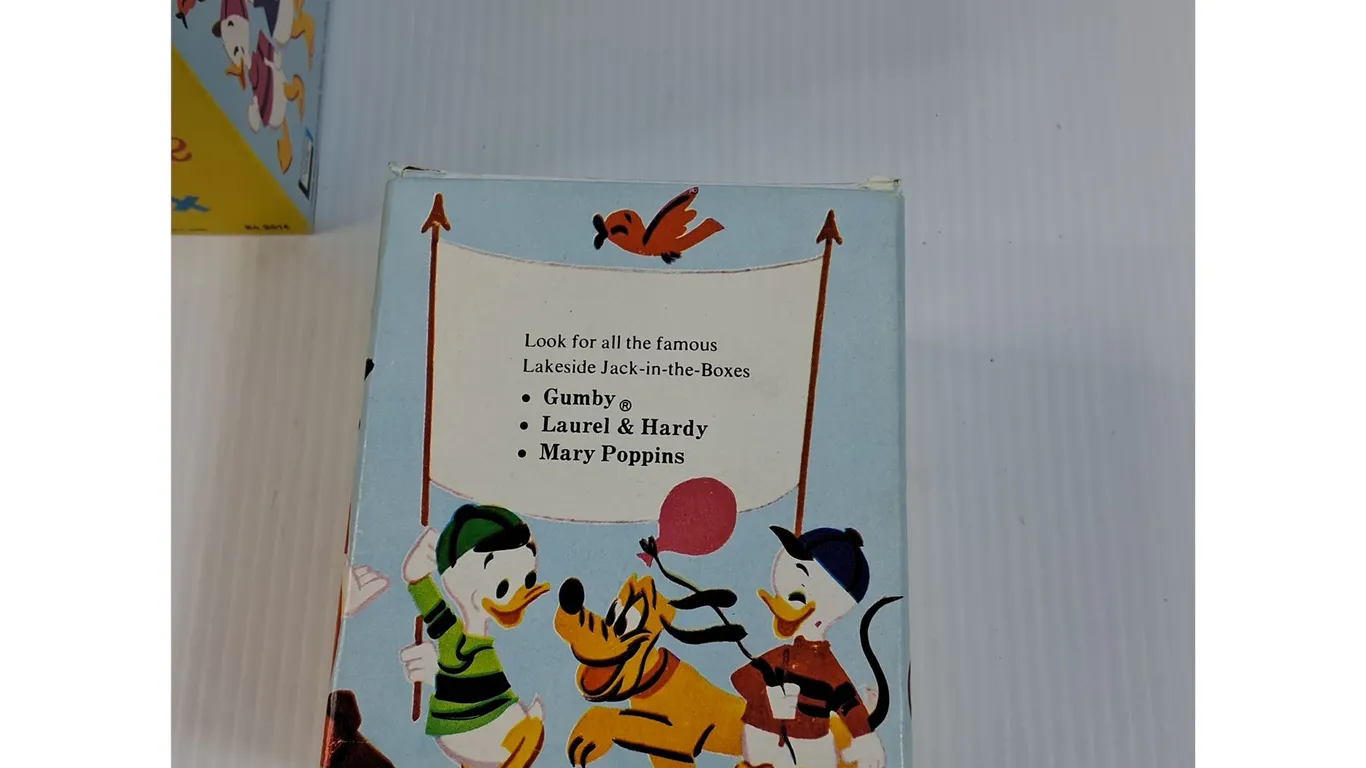 Look for all the famous
Lakeside Jack-in-the-Boxes
• Gumby ®
• Laurel & Hardy
• Mary Poppins